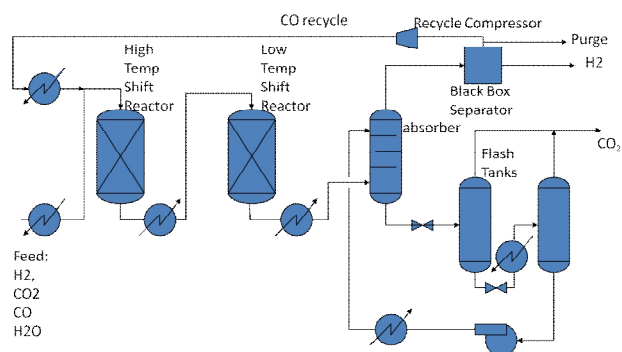 CO recycle
Recycle Compressor
Purge
H2
Black Box
Separator
High
Temp
Shift
Reactor
Low
Temp
Shift
Reactor
absorber
Flash
Tanks
CO₂
Feed:
H2,
CO2
CO
H2O